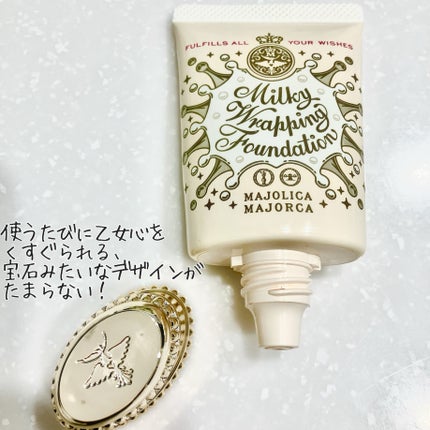 FULFILLS ALL YOUR WISHES
M
Milky
Wrapping
Foundation
MAJOLICA
MAJORCA
使うたびに乙女心を
くすぐられる、
宝石みたいなデザインが
たまらない！